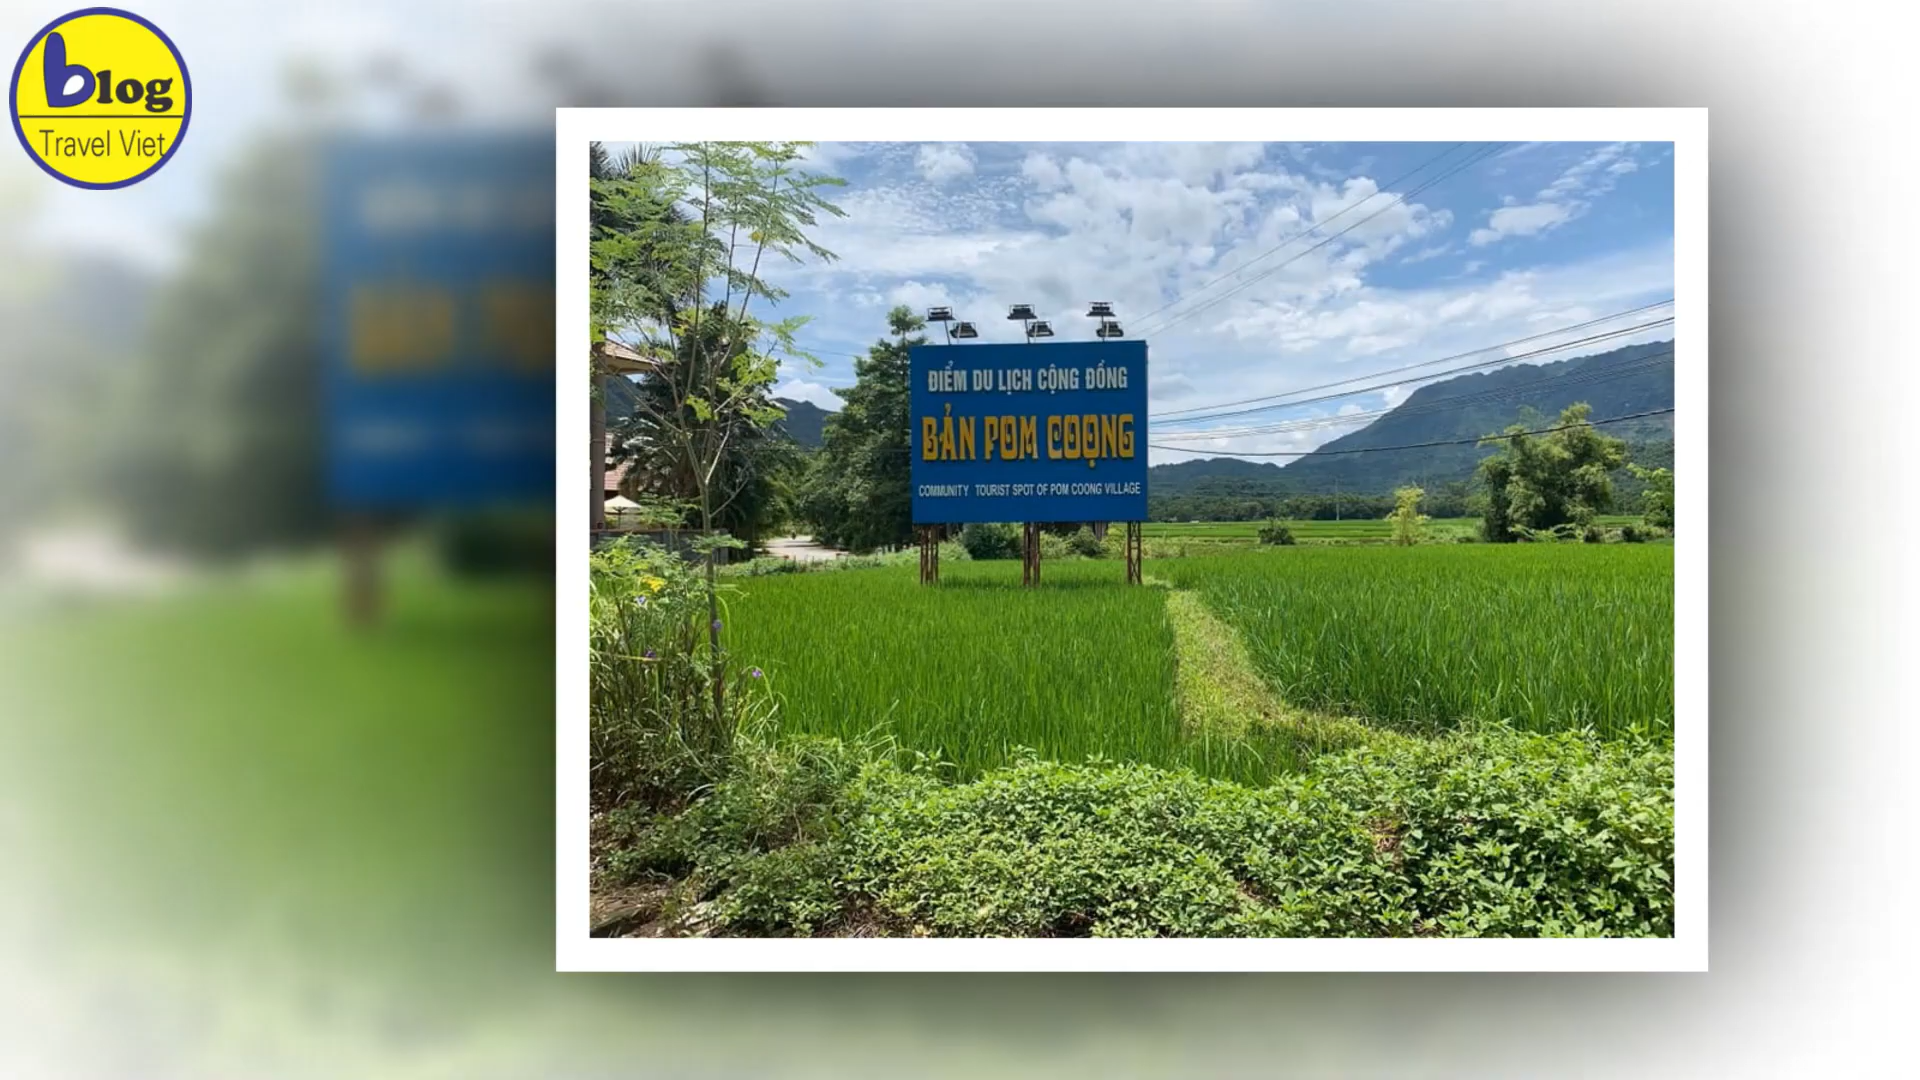 blog
Travel Viet
ĐIỂM DU LỊCH CỘNG ĐỒNG
BẢN POM COỌNG
COMMUNITY TOURIST SPOT OF POM COONG VILLAGE